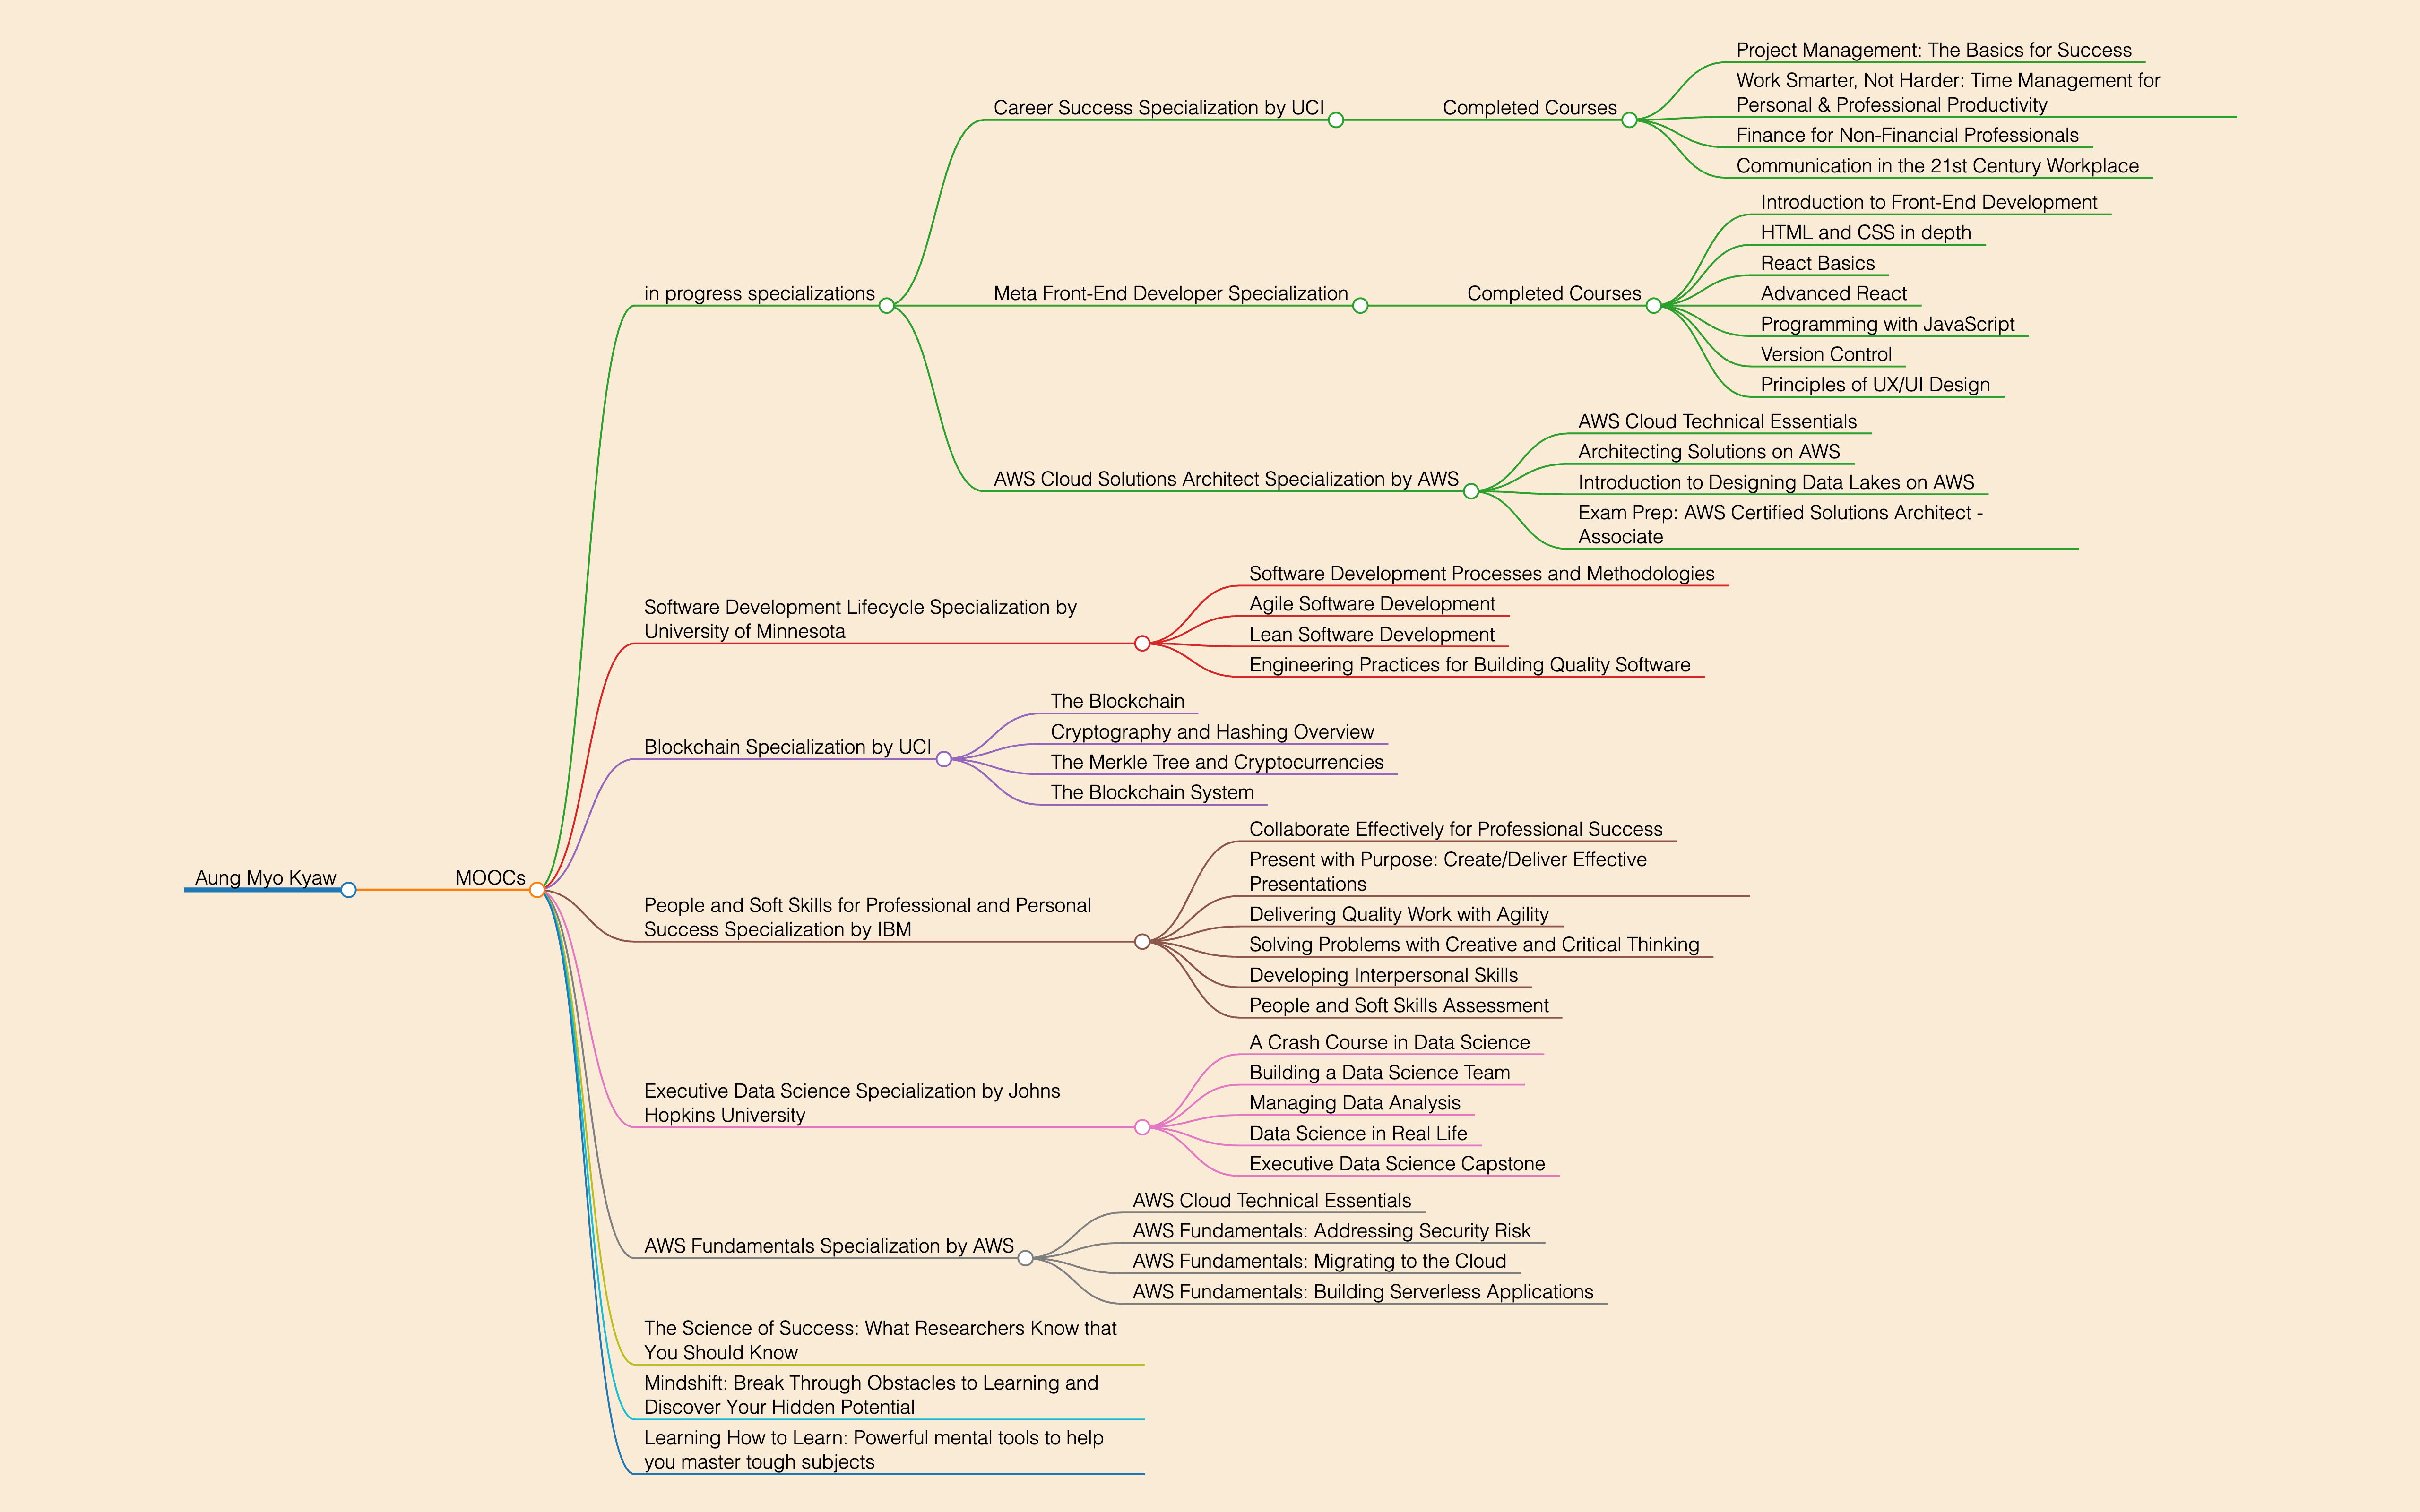 Aung Myo Kyaw
MOOCs
in progress specializations
Career Success Specialization by UCI
Completed Courses
Project Management: The Basics for Success
Work Smarter, Not Harder: Time Management for
Personal & Professional Productivity
Finance for Non-Financial Professionals
Communication in the 21st Century Workplace
Meta Front-End Developer Specialization
Completed Courses
Introduction to Front-End Development
HTML and CSS in depth
React Basics
Advanced React
Programming with JavaScript
Version Control
Principles of UX/UI Design
AWS Cloud Solutions Architect Specialization by AWS
AWS Cloud Technical Essentials
Architecting Solutions on AWS
Introduction to Designing Data Lakes on AWS
Exam Prep: AWS Certified Solutions Architect -
Associate
Software Development Lifecycle Specialization by
University of Minnesota
Software Development Processes and Methodologies
Agile Software Development
Lean Software Development
Engineering Practices for Building Quality Software
Blockchain Specialization by UCI
The Blockchain
Cryptography and Hashing Overview
The Merkle Tree and Cryptocurrencies
The Blockchain System
People and Soft Skills for Professional and Personal
Success Specialization by IBM
Collaborate Effectively for Professional Success
Present with Purpose: Create/Deliver Effective
Presentations
Delivering Quality Work with Agility
Solving Problems with Creative and Critical Thinking
Developing Interpersonal Skills
People and Soft Skills Assessment
Executive Data Science Specialization by Johns
Hopkins University
A Crash Course in Data Science
Building a Data Science Team
Managing Data Analysis
Data Science in Real Life
Executive Data Science Capstone
AWS Fundamentals Specialization by AWS
AWS Cloud Technical Essentials
AWS Fundamentals: Addressing Security Risk
AWS Fundamentals: Migrating to the Cloud
AWS Fundamentals: Building Serverless Applications
The Science of Success: What Researchers Know that
You Should Know
Mindshift: Break Through Obstacles to Learning and
Discover Your Hidden Potential
Learning How to Learn: Powerful mental tools to help
you master tough subjects